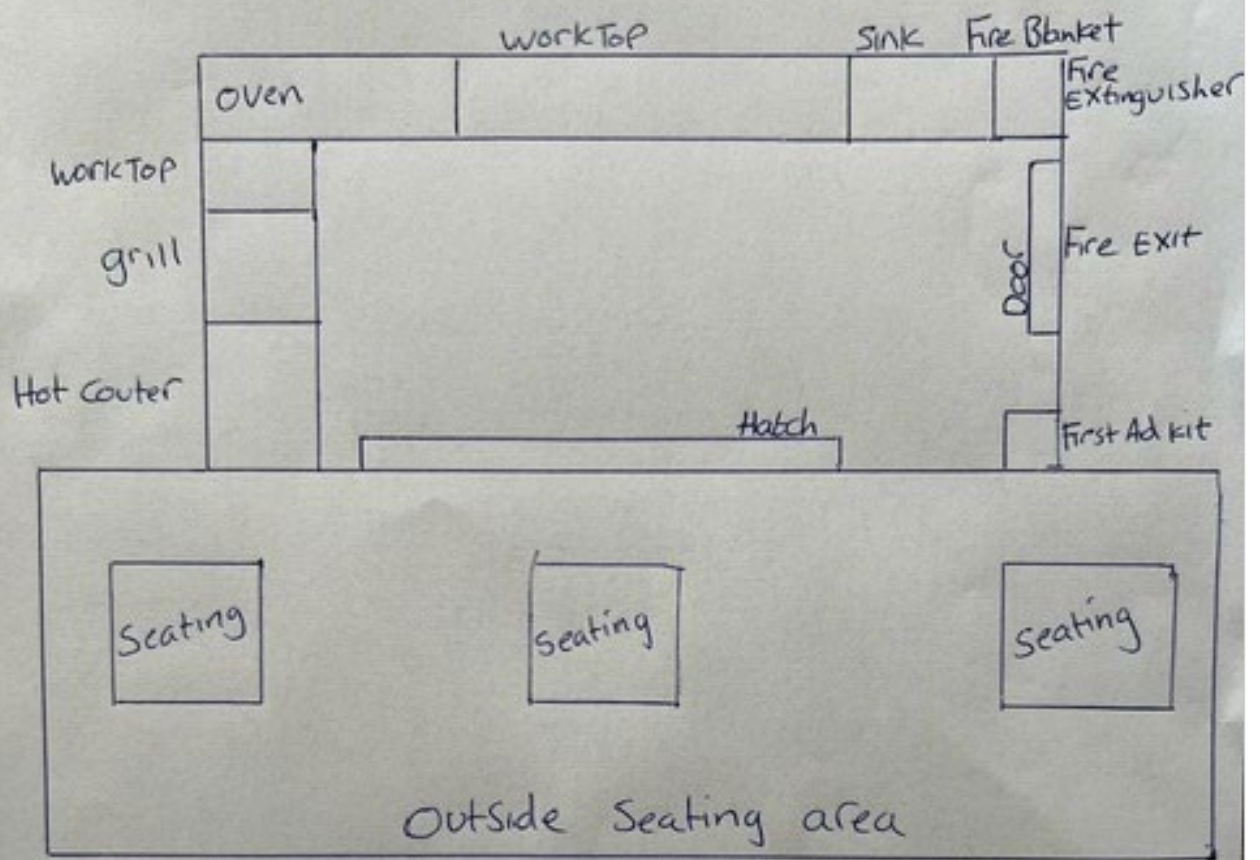 WorkTop
Sink
Fire Blanket
oven
Fire
EXtinguisher
WorkTop
grill
Door
Fire Exit
Hot Couter
Hatch
First Ad kit
Seating
Seating
Seating
Outside Seating area